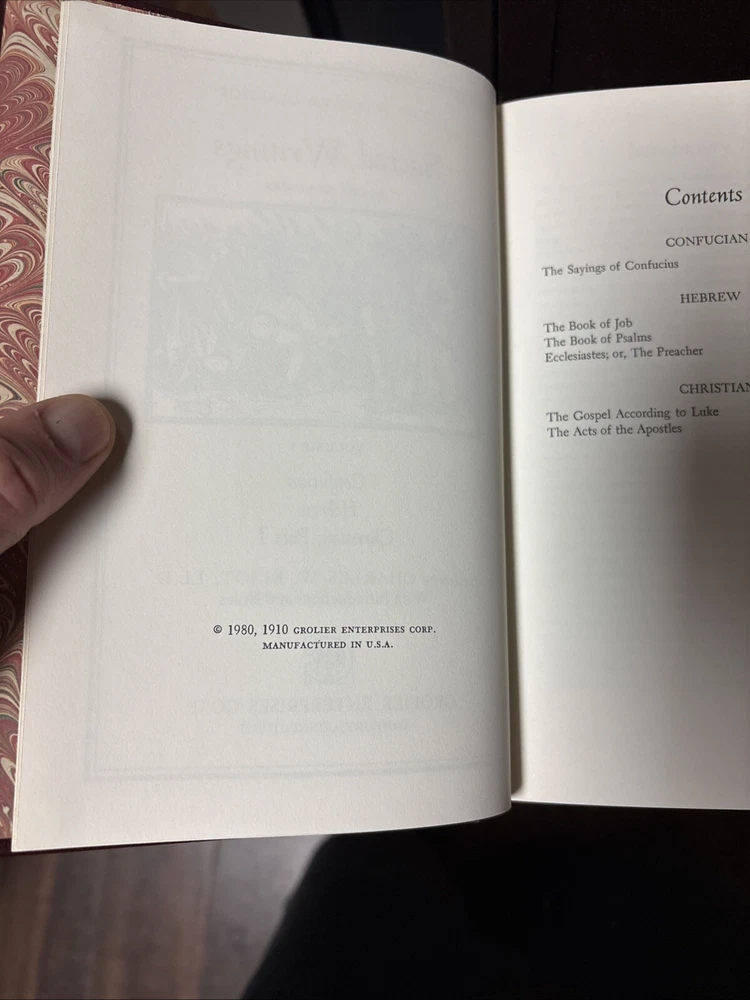 © 1980, 1910 GROLIER ENTERPRISES CORP.
MANUFACTURED IN U.S.A.
Contents
CONFUCIAN
The Sayings of Confucius
HEBREW
The Book of Job
The Book of Psalms
Ecclesiastes; or, The Preacher
CHRISTIAN
The Gospel According to Luke
The Acts of the Apostles